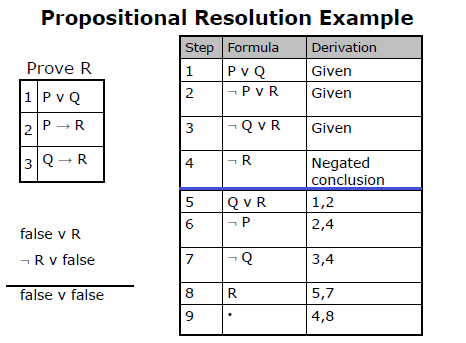 Propositional Resolution Example
Prove R
1 P v Q
2 P → R
3 Q → R
false v R
¬ R v false
false v false
Step Formula Derivation
1 P v Q Given
2 ¬ P v R Given
3 ¬ Q v R Given
4 ¬ R Negated
conclusion
5 Q v R 1,2
6 ¬ P 2,4
7 ¬ Q 3,4
8 R 5,7
9 • 4,8